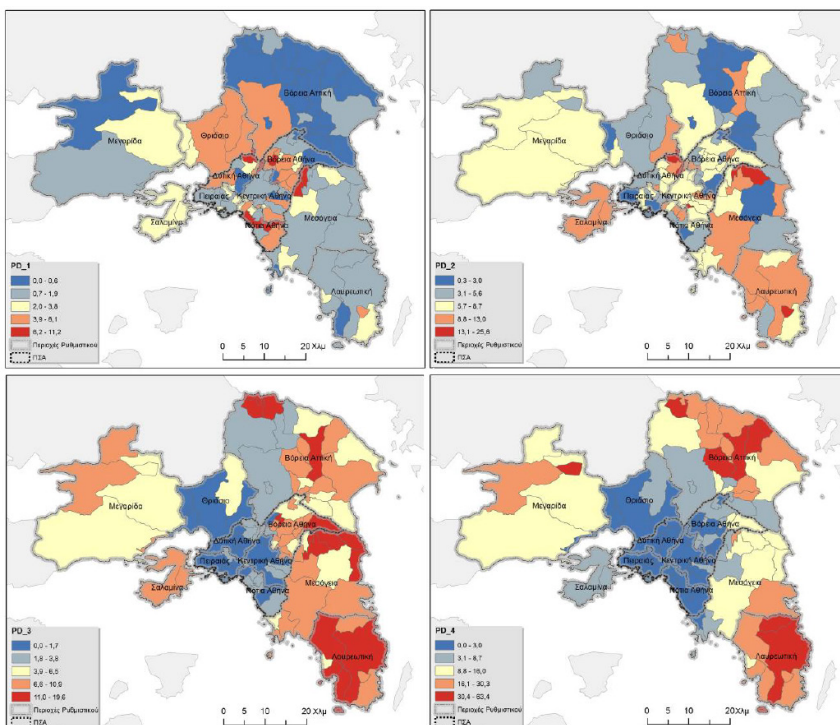 Βόρεια Αττική
Θριάσιο
Μεγαρίδα
Βόρεια Αθήνα
Δυτική Αθήνα
Πειραιάς
Κεντρική Αθήνα
Μεσόγεια
Σαλαμίνα
Νότια Αθήνα
Λαυρεωτική
PD_1
0,0 - 0,6
0,7 - 1,9
2,0 - 3,8
3,9 - 6,1
6,2 - 11,2
Περιοχές Ρυθμιστικού
ΠΣΑ
0 5 10 20 Χλμ
Βόρεια Αττική
Μεγαρίδα
Θριάσιο
Βόρεια Αθήνα
Δυτική Αθήνα
Πειραιάς
Κεντρική Αθήνα
Μεσόγεια
Σαλαμίνα
Νότια Αθήνα
Λαυρεωτική
PD_2
0,3 - 3,0
3,1 - 5,6
5,7 - 8,7
8,8 - 13,0
13,1 - 25,8
Περιοχές Ρυθμιστικού
ΠΣΑ
0 5 10 20 Χλμ
Βόρεια Αττική
Θριάσιο
Μεγαρίδα
Βόρεια Αθήνα
Δυτική Αθήνα
Πειραιάς
Κεντρική Αθήνα
Μεσόγεια
Σαλαμίνα
Νότια Αθήνα
Λαυρεωτική
PD_3
0,0 - 1,7
1,8 - 3,8
3,9 - 6,5
6,6 - 10,9
11,0 - 19,6
Περιοχές Ρυθμιστικού
ΠΣΑ
0 5 10 20 Χλμ
Βόρεια Αττική
Θριάσιο
Μεγαρίδα
Βόρεια Αθήνα
Δυτική Αθήνα
Πειραιάς
Κεντρική Αθήνα
Μεσόγεια
Σαλαμίνα
Νότια Αθήνα
Λαυρεωτική
PD_4
0,0 - 3,0
3,1 - 8,7
8,8 - 16,0
16,1 - 30,3
30,4 - 63,4
Περιοχές Ρυθμιστικού
ΠΣΑ
0 5 10 20 Χλμ